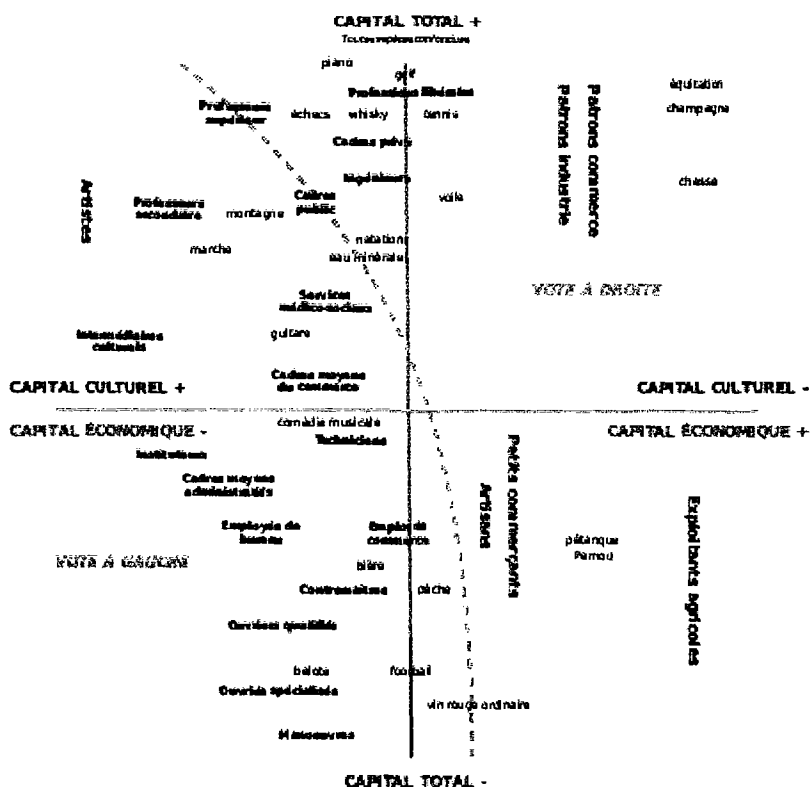 CAPITAL TOTAL +
Toutes espèces confondues
piano
golf
Professions libérales
équitation
Professeurs
supérieur
échecs
whisky
tennis
champagne
Cadres privé
Patrons commerce
Patrons industrie
Ingénieurs
chasse
Artistes
Professeurs
secondaire
montagne
Cadres
public
voile
marche
natation
eau minérale
VOTE À DROITE
Services
médico-sociaux
Intermédiaires
culturels
guitare
Cadres moyens
du commerce
CAPITAL CULTUREL +
CAPITAL CULTUREL -
CAPITAL ÉCONOMIQUE -
CAPITAL ÉCONOMIQUE +
comédie musicale
Techniciens
Instituteurs
Cadres moyens
administratifs
Petits commerçants
Artisans
Exploitants agricoles
Employés de
bureau
Employés
commerce
pétanque
Pernod
VOTE À GAUCHE
bière
Contremaîtres
pêche
Ouvriers qualifiés
belote
football
Ouvriers spécialisés
vin rouge ordinaire
Manoeuvres
CAPITAL TOTAL -